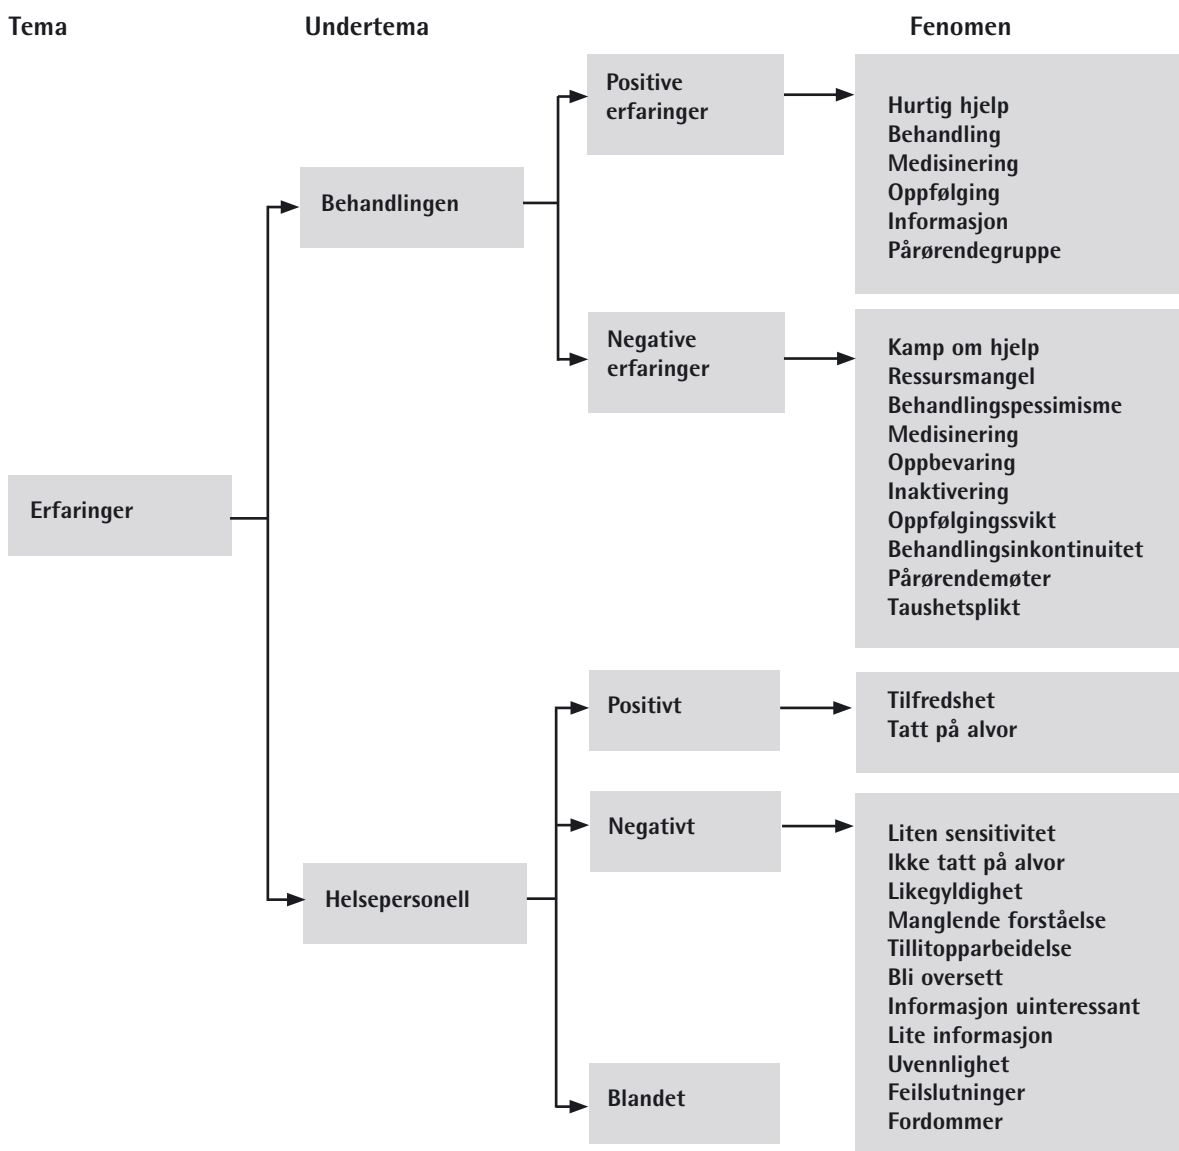 Tema
Undertema
Fenomen
Erfaringer
Behandlingen
Positive
erfaringer
Hurtig hjelp
Behandling
Medisinering
Oppfølging
Informasjon
Pårørendegruppe
Negative
erfaringer
Kamp om hjelp
Ressursmangel
Behandlingspessimisme
Medisinering
Oppbevaring
Inaktivering
Oppfølgingssvikt
Behandlingsinkontinuitet
Pårørendemøter
Taushetsplikt
Helsepersonell
Positivt
Tilfredshet
Tatt på alvor
Negativt
Liten sensitivitet
Ikke tatt på alvor
Likegyldighet
Manglende forståelse
Tillitopparbeidelse
Bli oversett
Informasjon uinteressant
Lite informasjon
Uvennlighet
Feilslutninger
Fordommer
Blandet